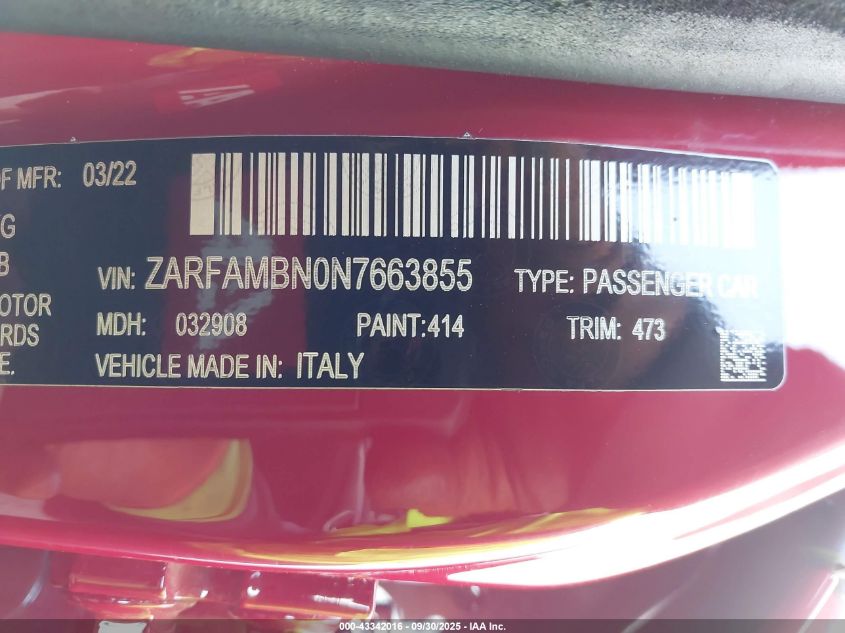 OF MFR: 03/22
G
B
VIN: ZARFAMBN0N7663855 TYPE: PASSENGER CAR
OTOR
MDH: 032908 PAINT:414 TRIM: 473
RDS
E. VEHICLE MADE IN: ITALY
000-43342016 - 09/30/2025 - IAA Inc.